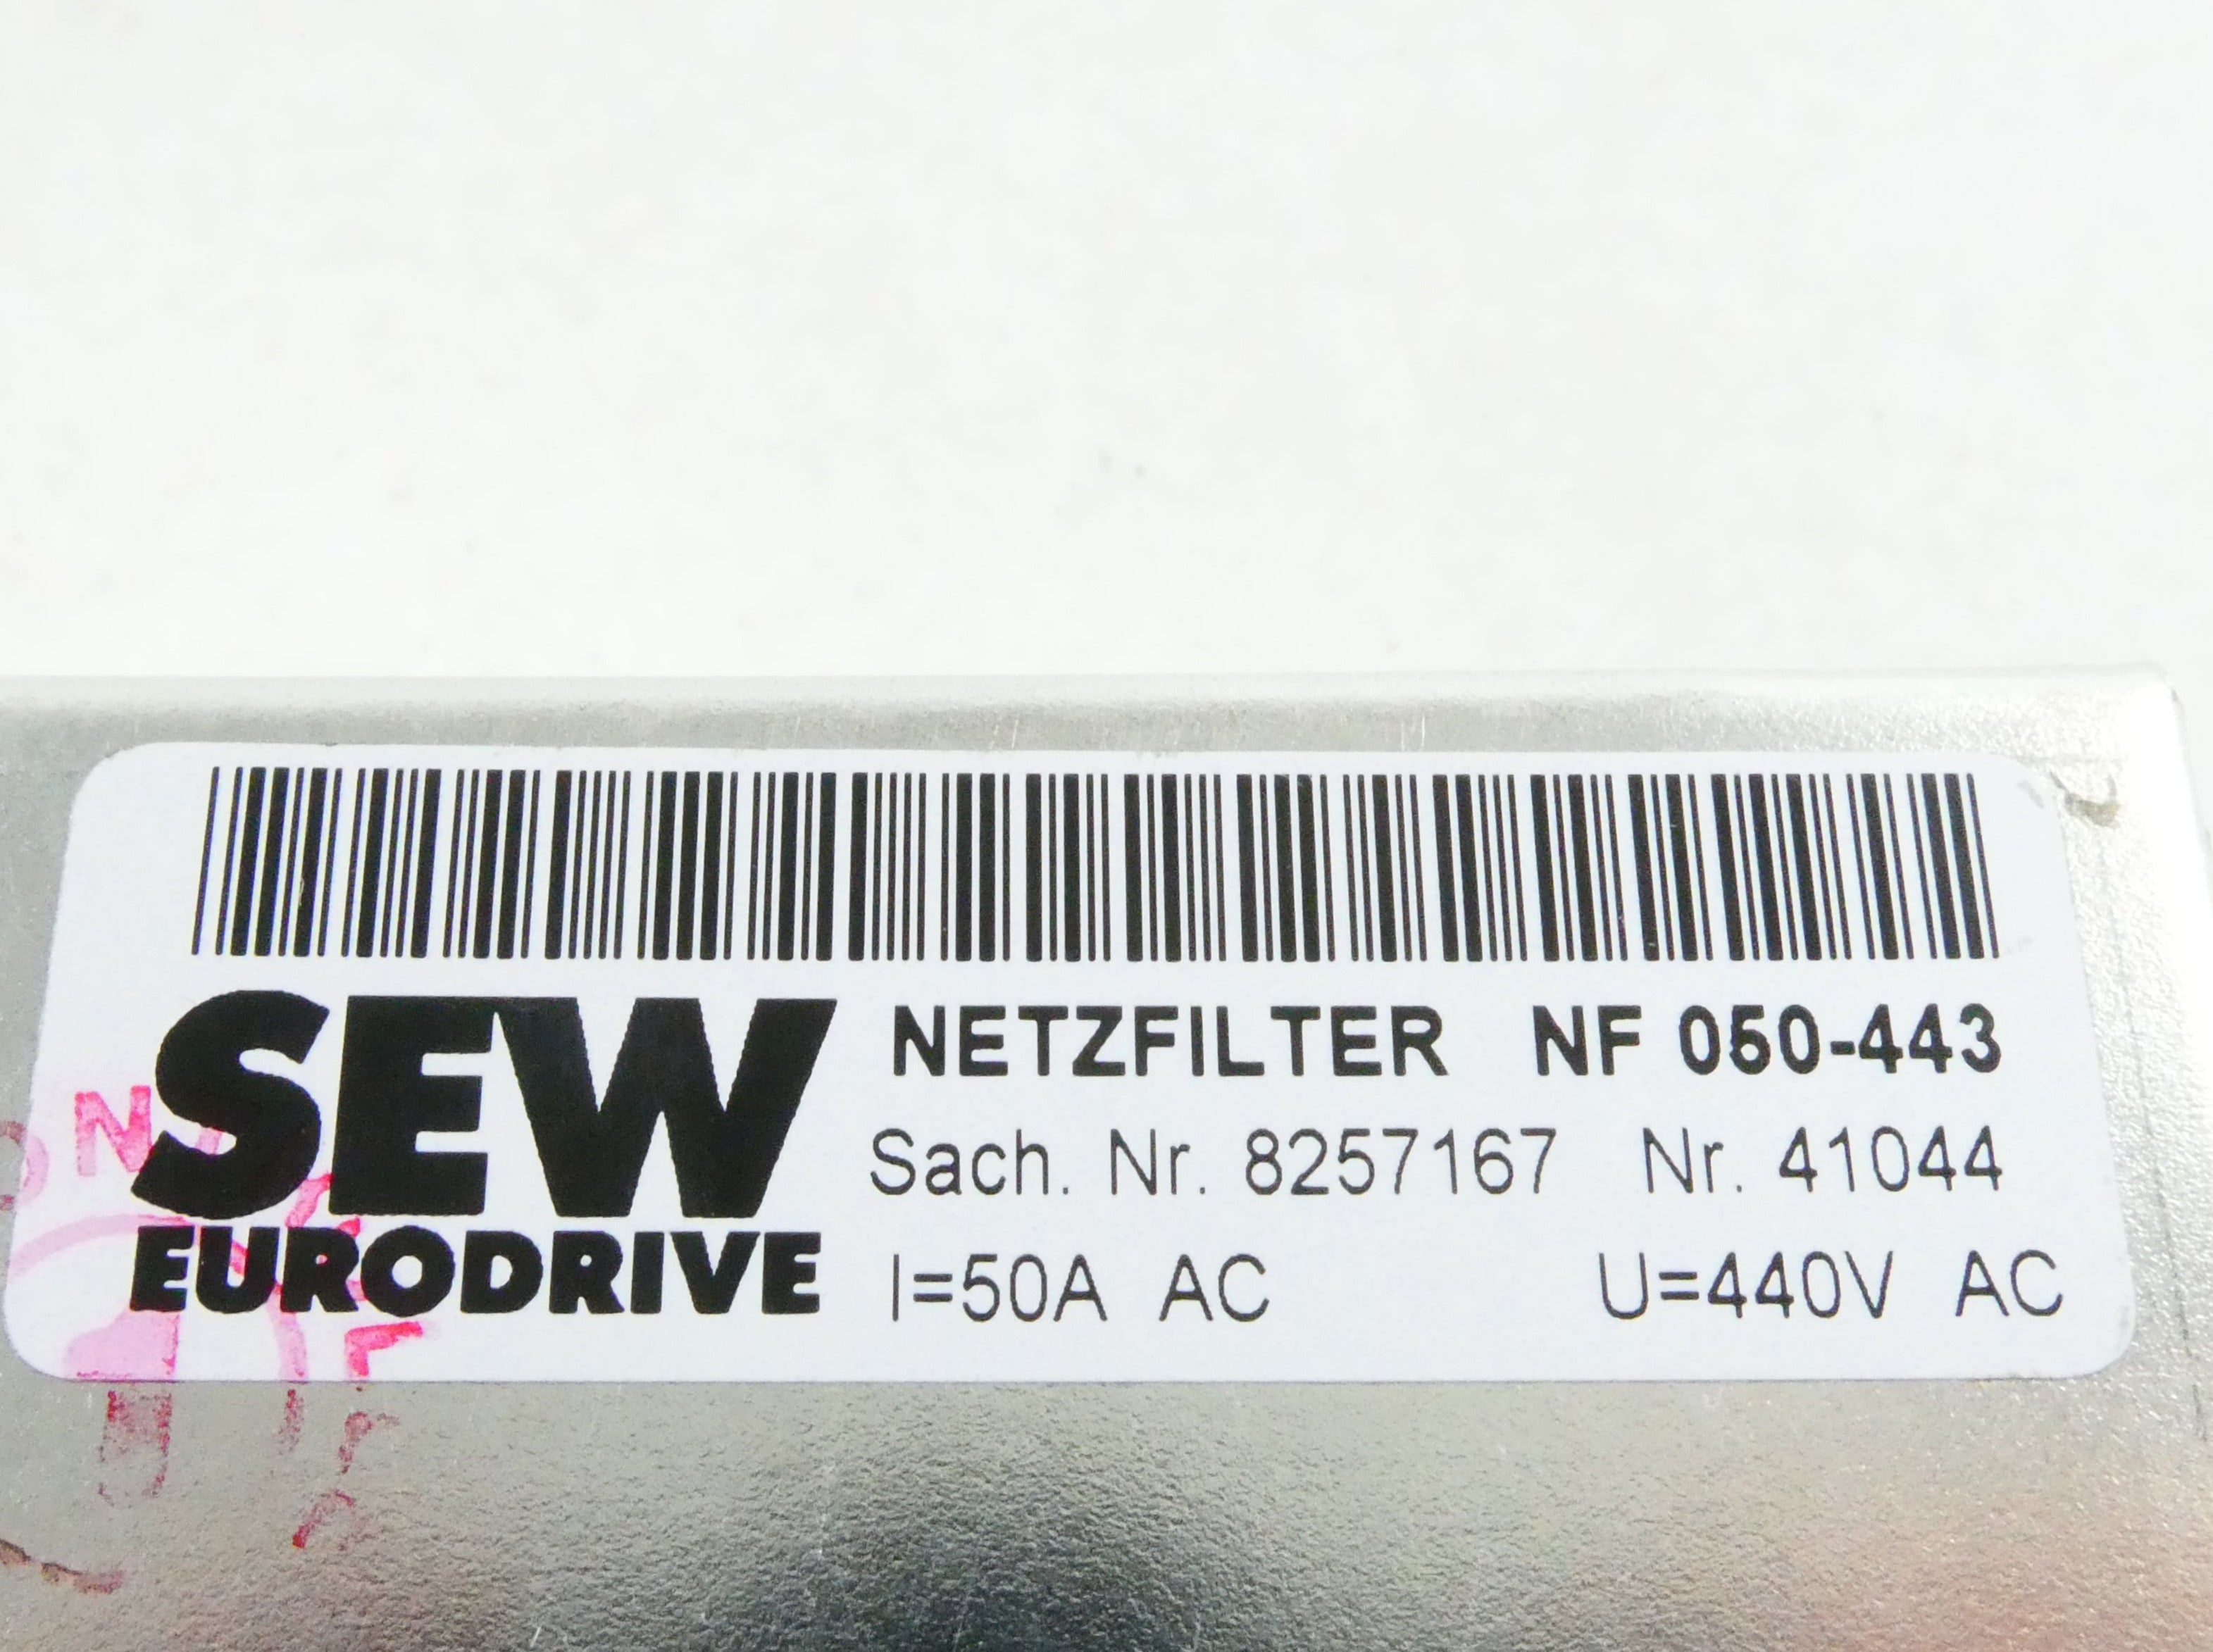 SEW
EURODRIVE
NETZFILTER NF 050-443
Sach. Nr. 8257167 Nr. 41044
I=50A AC U=440V AC